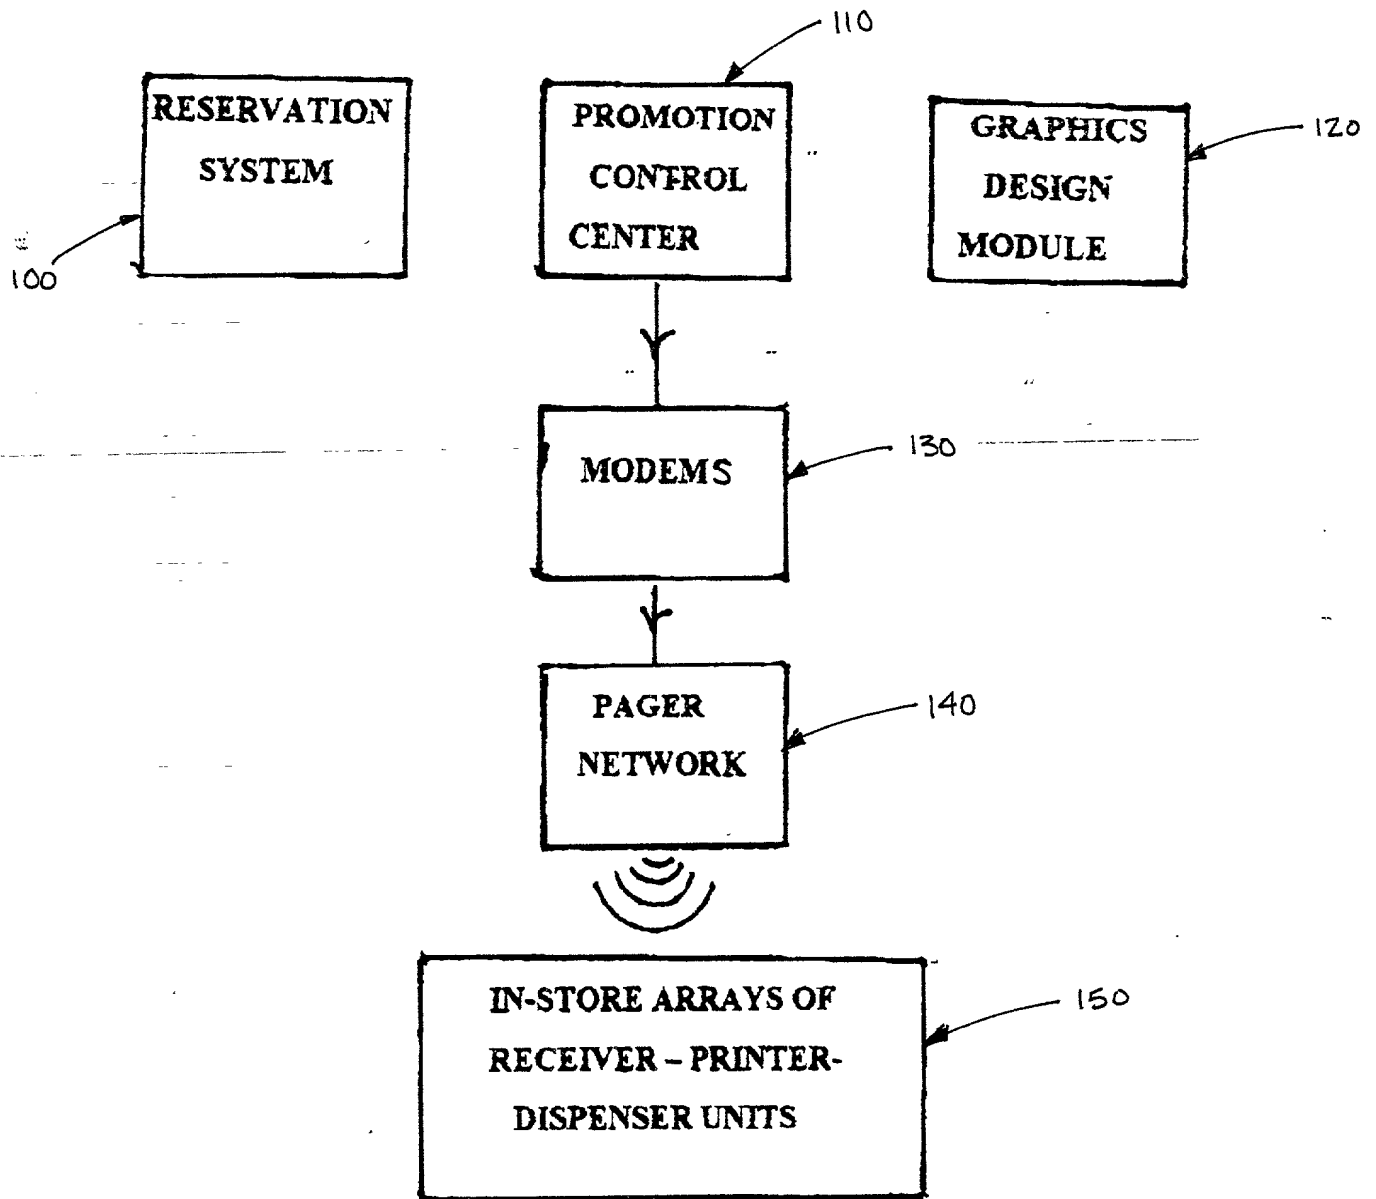 110
RESERVATION
SYSTEM
100
PROMOTION
CONTROL
CENTER
GRAPHICS
DESIGN
MODULE
120
MODEMS
130
PAGER
NETWORK
140
IN-STORE ARRAYS OF
RECEIVER – PRINTER-
DISPENSER UNITS
150